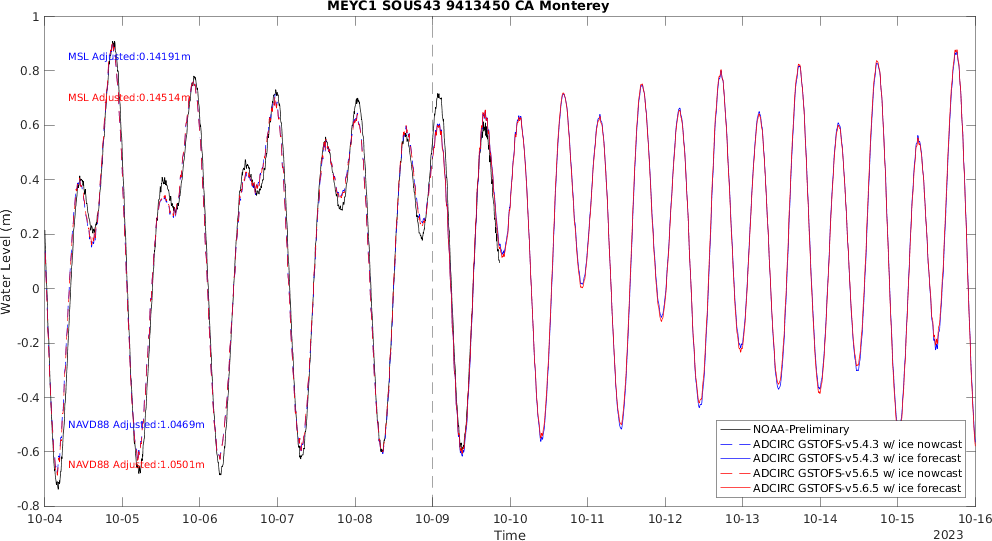 MEYC1 SOUS43 9413450 CA Monterey
1
0.8
0.6
0.4
0.2
0
-0.2
-0.4
-0.6
-0.8
Water Level (m)
MSL Adjusted:0.14191m
MSL Adjusted:0.14514m
NAVD88 Adjusted:1.0469m
NAVD88 Adjusted:1.0501m
NOAA-Preliminary
ADCIRC GSTOFS-v5.4.3 w/ ice nowcast
ADCIRC GSTOFS-v5.4.3 w/ ice forecast
ADCIRC GSTOFS-v5.6.5 w/ ice nowcast
ADCIRC GSTOFS-v5.6.5 w/ ice forecast
10-04 10-05 10-06 10-07 10-08 10-09 10-10 10-11 10-12 10-13 10-14 10-15 10-16
Time
2023